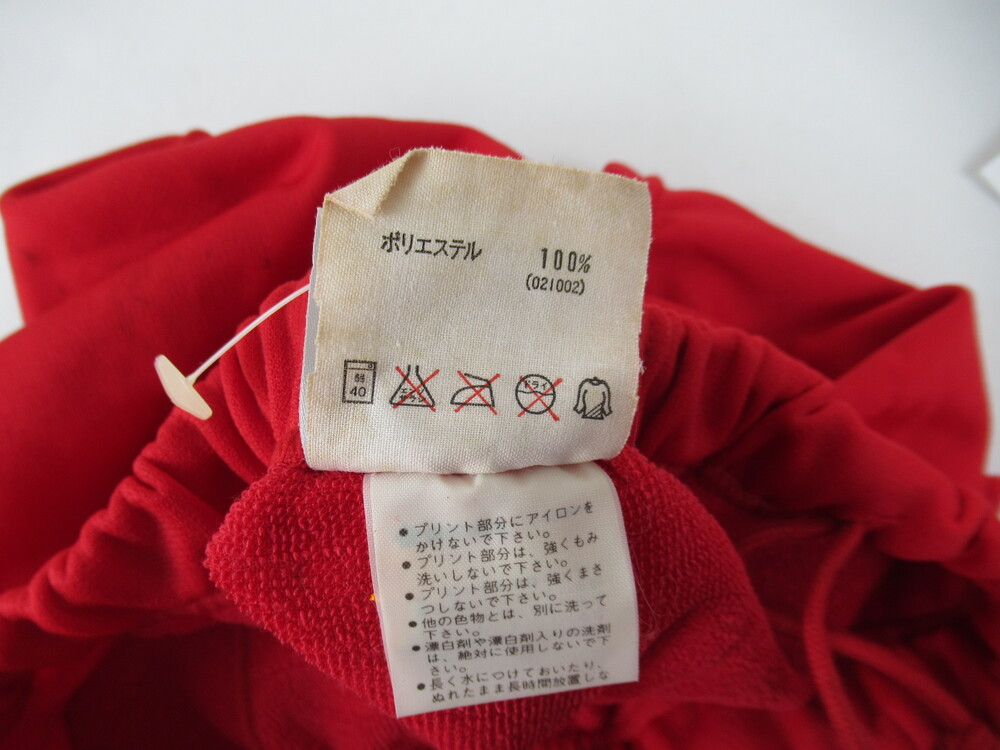 ポリエステル 100%
(021002)
弱
40
エンソ
サラシ
ドライ
●プリント部分にアイロンを
かけないで下さい。
●プリント部分は、強くもみ
洗いしないで下さい。
●プリント部分は、強くまさ
つしないで下さい。
●他の色物とは、別に洗って
下さい。
●漂白剤や漂白剤入りの洗剤
は、絶対に使用しないで下
さい。
●長く水につけておいたり、
ぬれたまま長時間放置しな